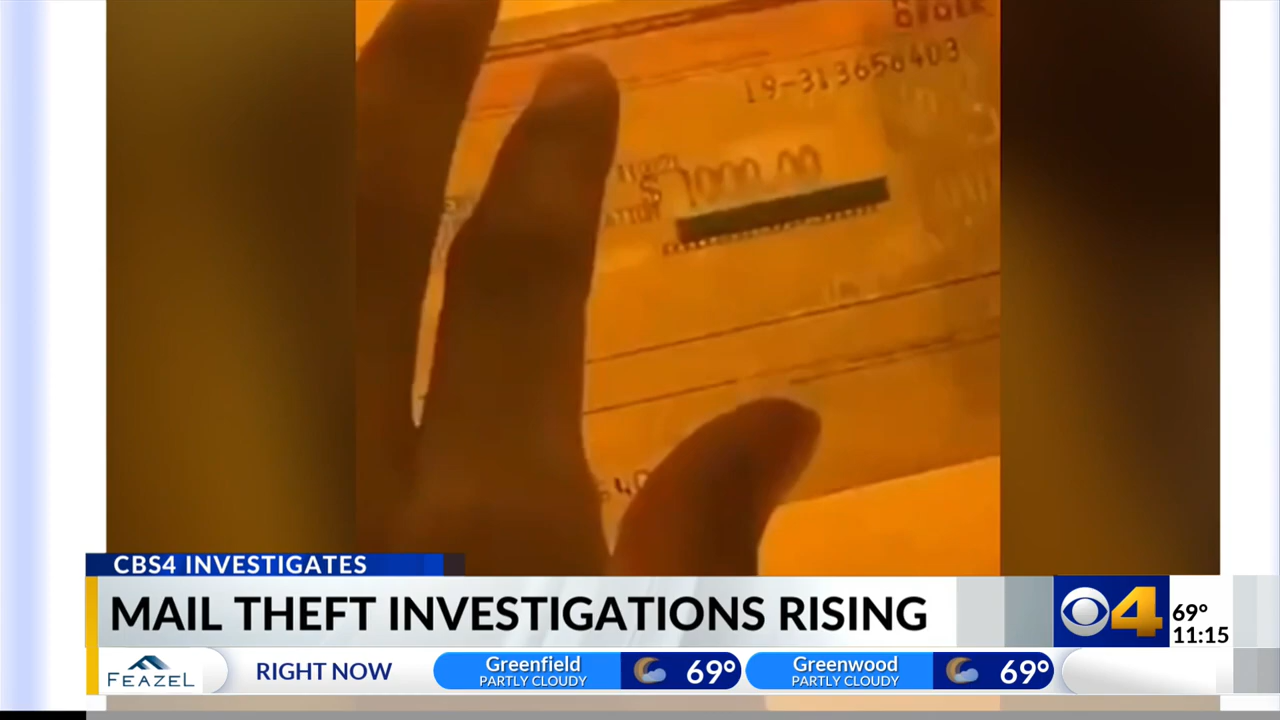 19-313656403
$ 1000.00
CBS4 INVESTIGATES
MAIL THEFT INVESTIGATIONS RISING
4
69°
11:15
FEAZEL
RIGHT NOW
Greenfield
PARTLY CLOUDY
69°
Greenwood
PARTLY CLOUDY
69°